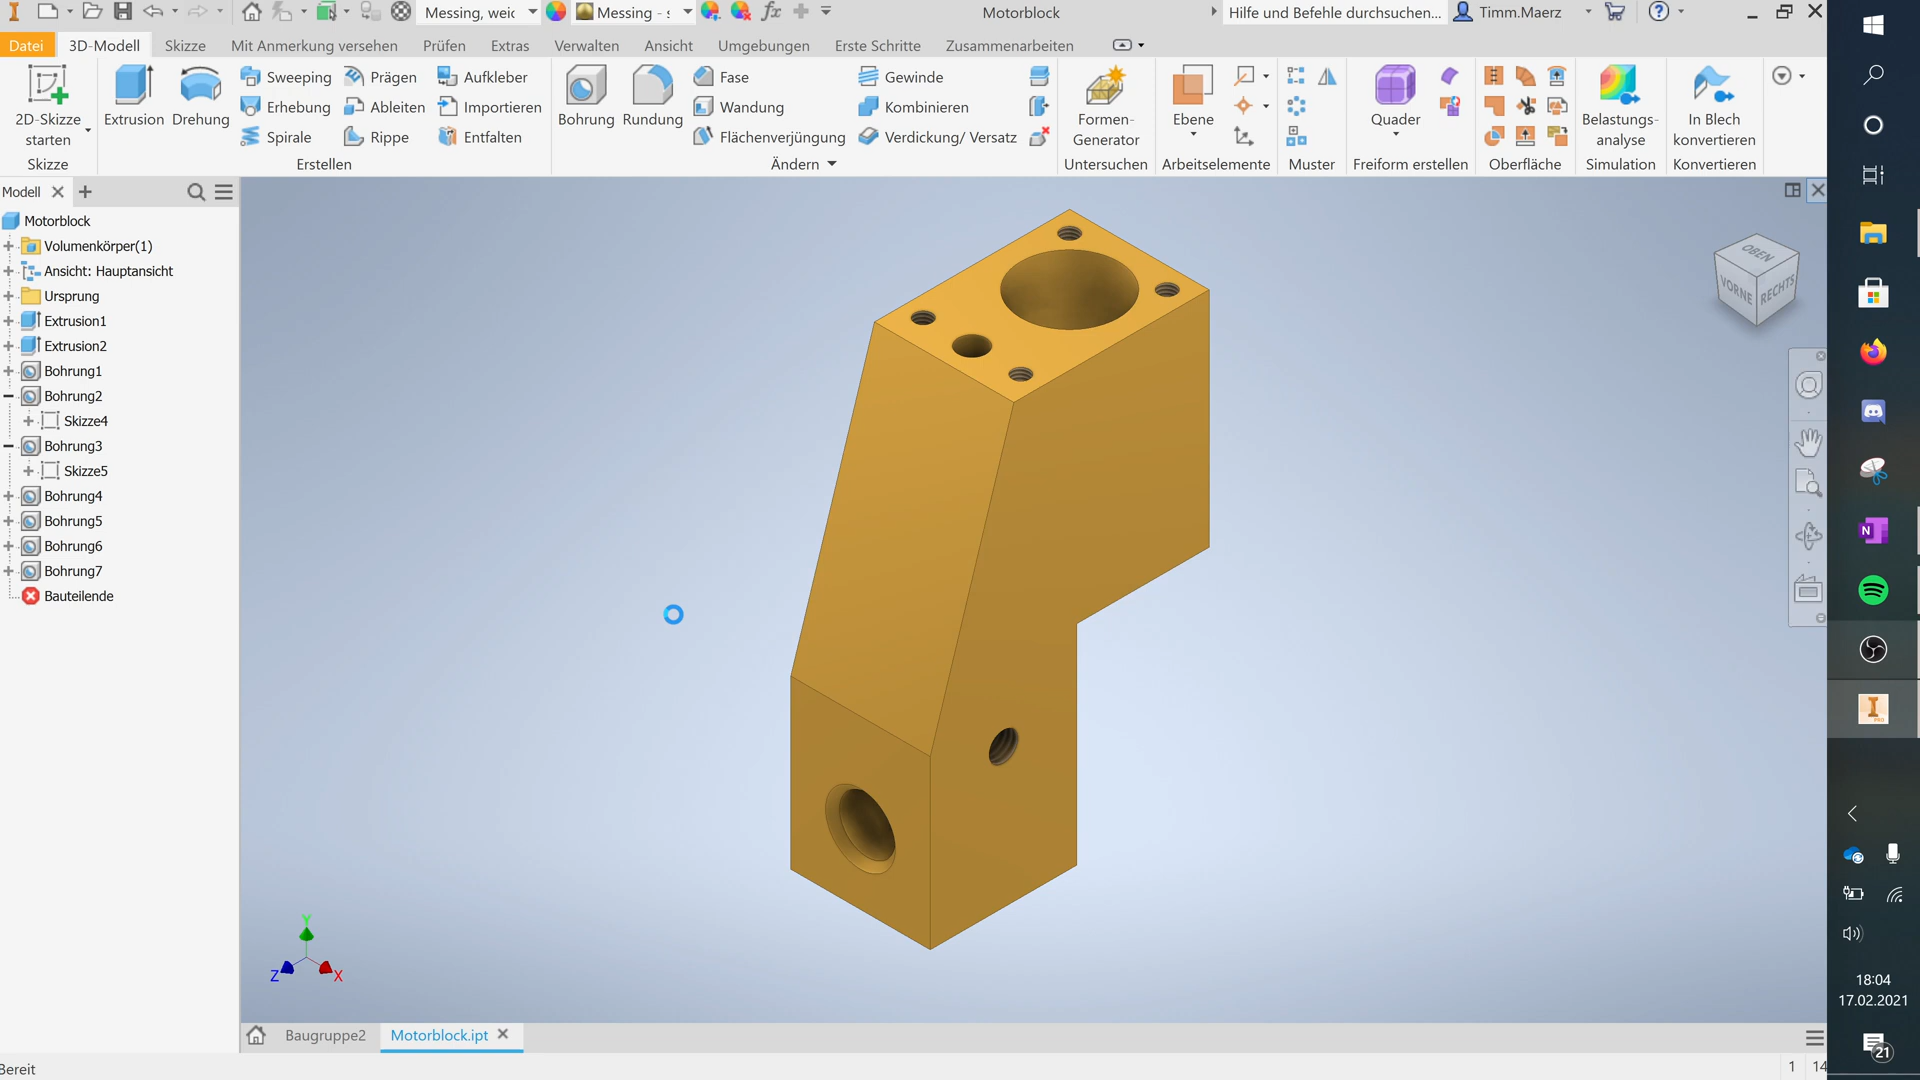 Messing, weic
Messing - s
Motorblock
Hilfe und Befehle durchsuchen...
Timm.Maerz
Datei
3D-Modell
Skizze
Mit Anmerkung versehen
Prüfen
Extras
Verwalten
Ansicht
Umgebungen
Erste Schritte
Zusammenarbeiten
2D-Skizze
starten
Skizze
Extrusion
Drehung
Sweeping
Erhebung
Spirale
Prägen
Ableiten
Rippe
Aufkleber
Importieren
Entfalten
Erstellen
Bohrung
Rundung
Fase
Wandung
Flächenverjüngung
Gewinde
Kombinieren
Verdickung/ Versatz
Ändern
Formen-
Generator
Untersuchen
Ebene
Arbeitselemente
Muster
Quader
Freiform erstellen
Oberfläche
Belastungs-
analyse
Simulation
In Blech
konvertieren
Konvertieren
Modell
Motorblock
Volumenkörper(1)
Ansicht: Hauptansicht
Ursprung
Extrusion1
Extrusion2
Bohrung1
Bohrung2
Skizze4
Bohrung3
Skizze5
Bohrung4
Bohrung5
Bohrung6
Bohrung7
Bauteilende
OBEN
VORNE
RECHTS
Y
Z
X
Baugruppe2
Motorblock.ipt
Bereit
1
14
18:04
17.02.2021
21